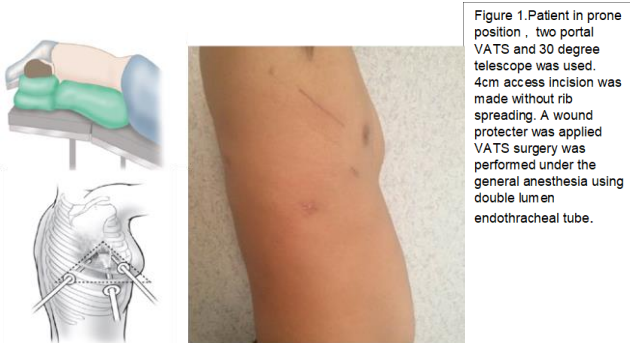 Figure 1.Patient in prone
position , two portal
VATS and 30 degree
telescope was used.
4cm access incision was
made without rib
spreading. A wound
protecter was applied
VATS surgery was
performed under the
general anesthesia using
double lumen
endothracheal tube.